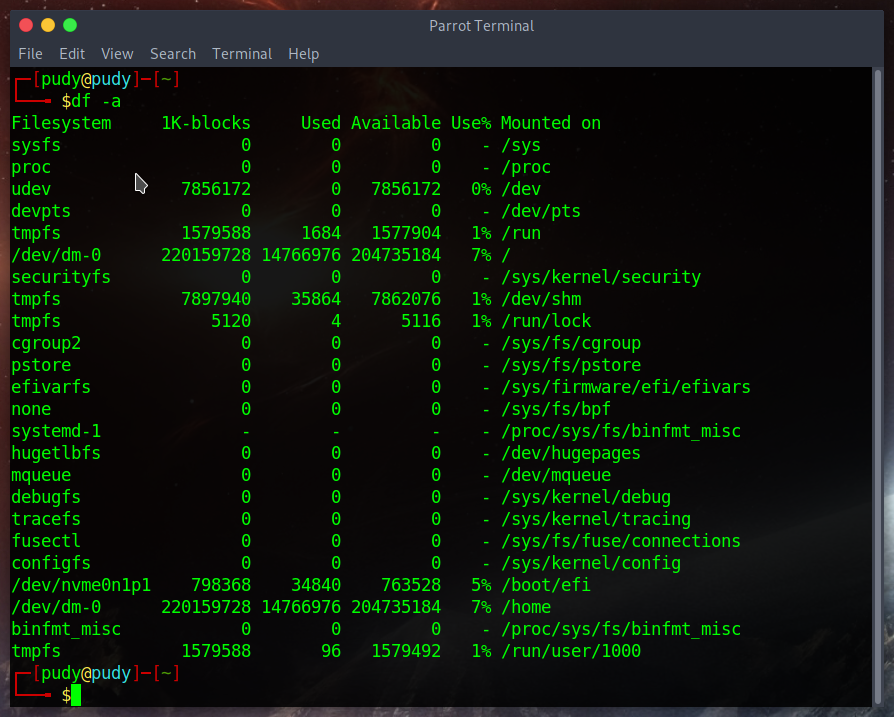 Parrot Terminal
File Edit View Search Terminal Help
┌─[pudy@pudy]─[~]
└──╼ $df -a
Filesystem     1K-blocks     Used Available Use% Mounted on
sysfs                  0        0         0    - /sys
proc                   0        0         0    - /proc
udev             7856172        0   7856172   0% /dev
devpts                 0        0         0    - /dev/pts
tmpfs            1579588     1684   1577904   1% /run
/dev/dm-0      220159728 14766976 204735184   7% /
securityfs             0        0         0    - /sys/kernel/security
tmpfs            7897940    35864   7862076   1% /dev/shm
tmpfs               5120        4      5116   1% /run/lock
cgroup2                0        0         0    - /sys/fs/cgroup
pstore                 0        0         0    - /sys/fs/pstore
efivarfs               0        0         0    - /sys/firmware/efi/efivars
none                   0        0         0    - /sys/fs/bpf
systemd-1              -        -         -    - /proc/sys/fs/binfmt_misc
hugetlbfs              0        0         0    - /dev/hugepages
mqueue                 0        0         0    - /dev/mqueue
debugfs                0        0         0    - /sys/kernel/debug
tracefs                0        0         0    - /sys/kernel/tracing
fusectl                0        0         0    - /sys/fs/fuse/connections
configfs               0        0         0    - /sys/kernel/config
/dev/nvme0n1p1    798368    34840    763528   5% /boot/efi
/dev/dm-0      220159728 14766976 204735184   7% /home
binfmt_misc            0        0         0    - /proc/sys/fs/binfmt_misc
tmpfs            1579588       96   1579492   1% /run/user/1000
┌─[pudy@pudy]─[~]
└──╼ $